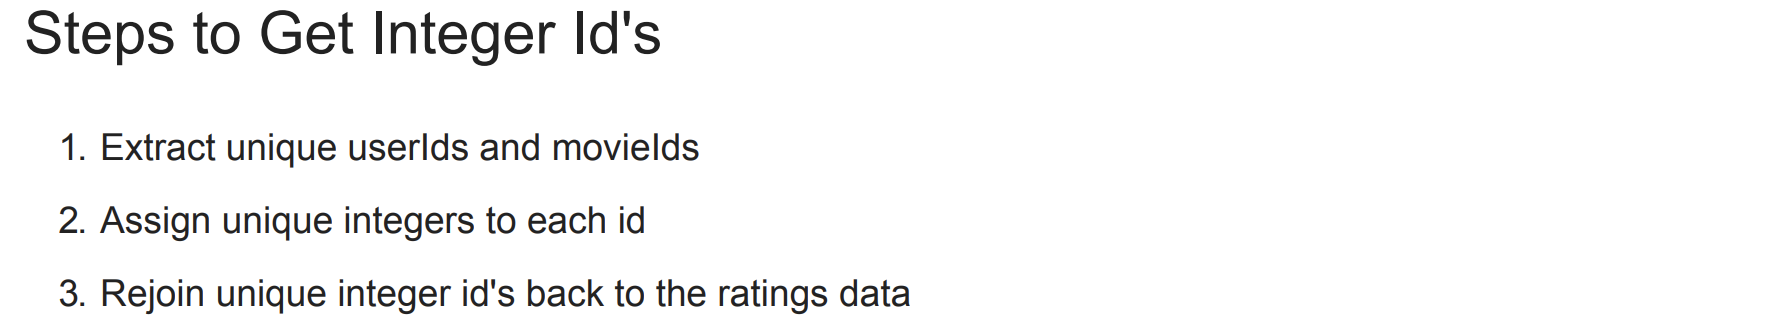 Steps to Get Integer Id's
1. Extract unique userIds and movieIds
2. Assign unique integers to each id
3. Rejoin unique integer id's back to the ratings data